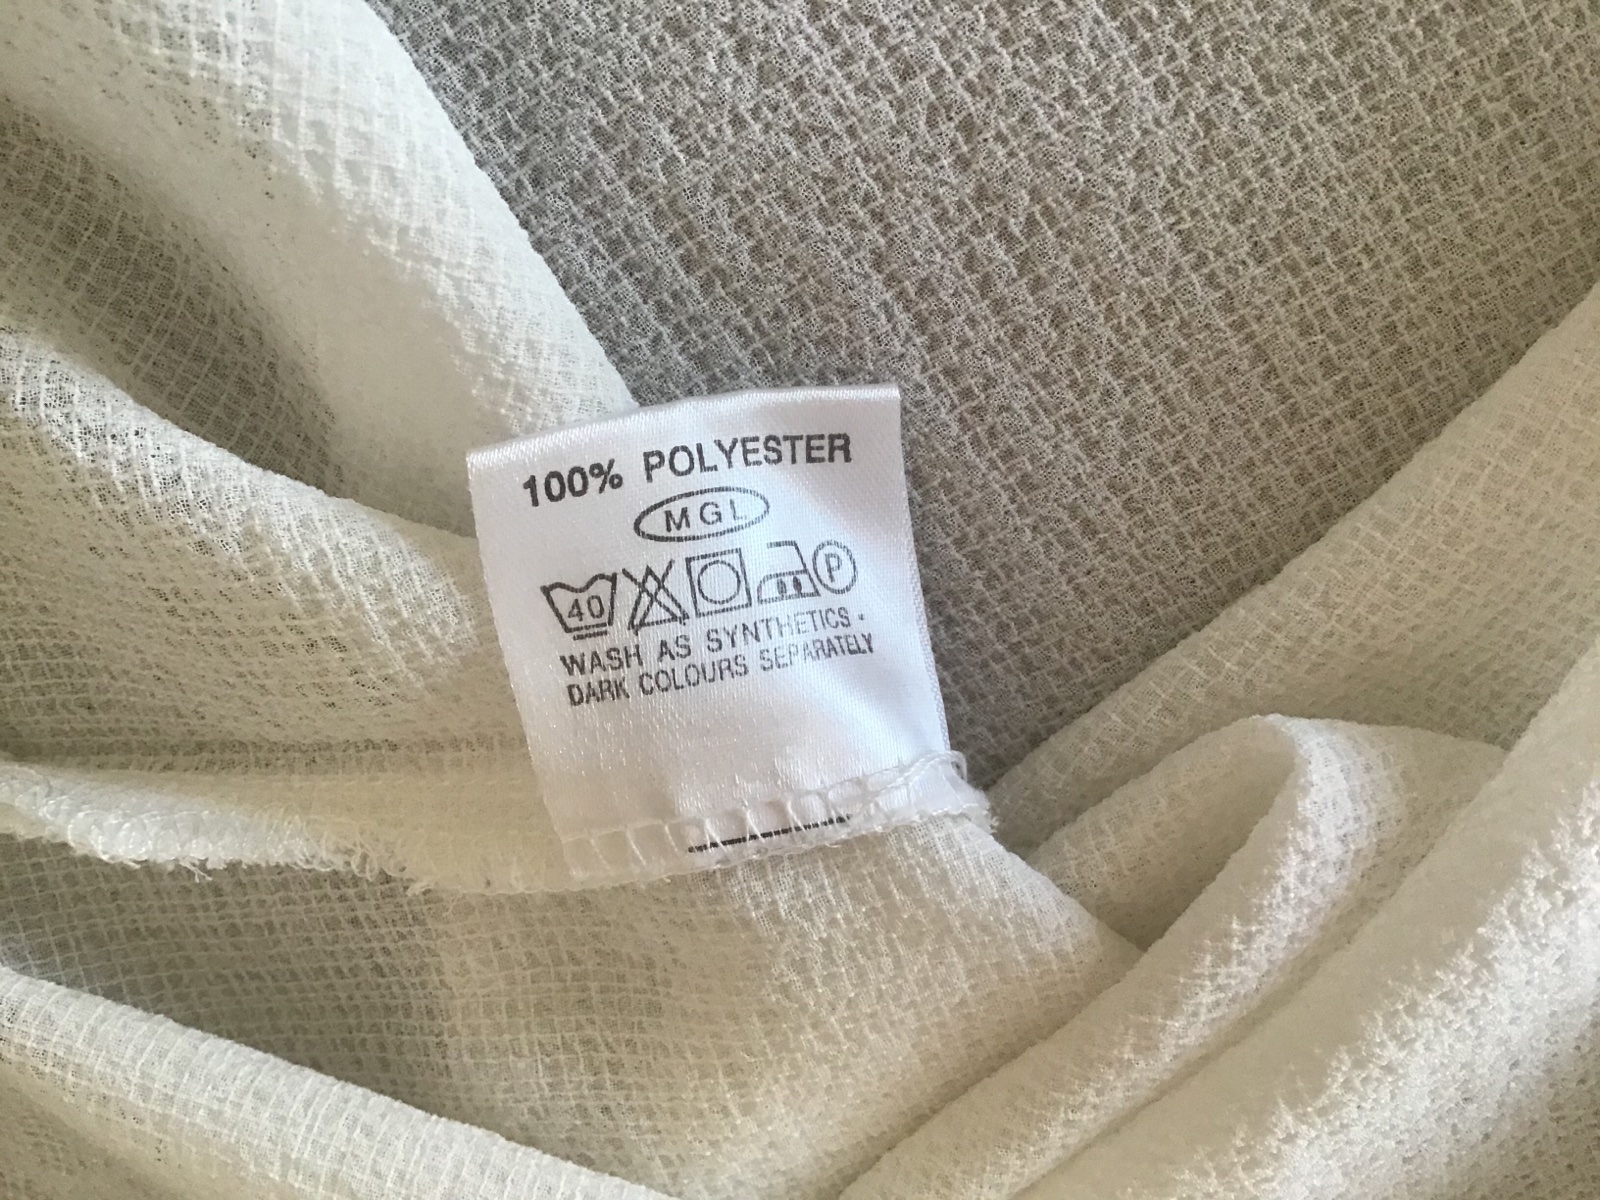 100% POLYESTER
MGL
40 P
WASH AS SYNTHETICS.
DARK COLOURS SEPARATELY